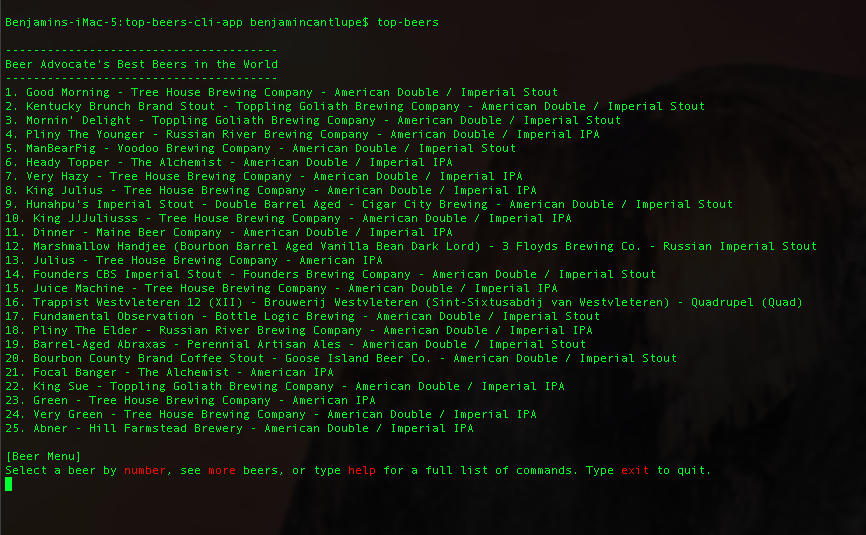 Benjamins-iMac-5:top-beers-cli-app benjamincantlupe$ top-beers
---------------------------------------
Beer Advocate's Best Beers in the World
---------------------------------------
1. Good Morning - Tree House Brewing Company - American Double / Imperial Stout
2. Kentucky Brunch Brand Stout - Toppling Goliath Brewing Company - American Double / Imperial Stout
3. Mornin' Delight - Toppling Goliath Brewing Company - American Double / Imperial Stout
4. Pliny The Younger - Russian River Brewing Company - American Double / Imperial IPA
5. ManBearPig - Voodoo Brewing Company - American Double / Imperial Stout
6. Heady Topper - The Alchemist - American Double / Imperial IPA
7. Very Hazy - Tree House Brewing Company - American Double / Imperial IPA
8. King Julius - Tree House Brewing Company - American Double / Imperial IPA
9. Hunahpu's Imperial Stout - Double Barrel Aged - Cigar City Brewing - American Double / Imperial Stout
10. King JJJuliusss - Tree House Brewing Company - American Double / Imperial IPA
11. Dinner - Maine Beer Company - American Double / Imperial IPA
12. Marshmallow Handjee (Bourbon Barrel Aged Vanilla Bean Dark Lord) - 3 Floyds Brewing Co. - Russian Imperial Stout
13. Julius - Tree House Brewing Company - American IPA
14. Founders CBS Imperial Stout - Founders Brewing Company - American Double / Imperial Stout
15. Juice Machine - Tree House Brewing Company - American Double / Imperial IPA
16. Trappist Westvleteren 12 (XII) - Brouwerij Westvleteren (Sint-Sixtusabdij van Westvleteren) - Quadrupel (Quad)
17. Fundamental Observation - Bottle Logic Brewing - American Double / Imperial Stout
18. Pliny The Elder - Russian River Brewing Company - American Double / Imperial IPA
19. Barrel-Aged Abraxas - Perennial Artisan Ales - American Double / Imperial Stout
20. Bourbon County Brand Coffee Stout - Goose Island Beer Co. - American Double / Imperial Stout
21. Focal Banger - The Alchemist - American IPA
22. King Sue - Toppling Goliath Brewing Company - American Double / Imperial IPA
23. Green - Tree House Brewing Company - American IPA
24. Very Green - Tree House Brewing Company - American Double / Imperial IPA
25. Abner - Hill Farmstead Brewery - American Double / Imperial IPA
[Beer Menu]
Select a beer by number, see more beers, or type help for a full list of commands. Type exit to quit.